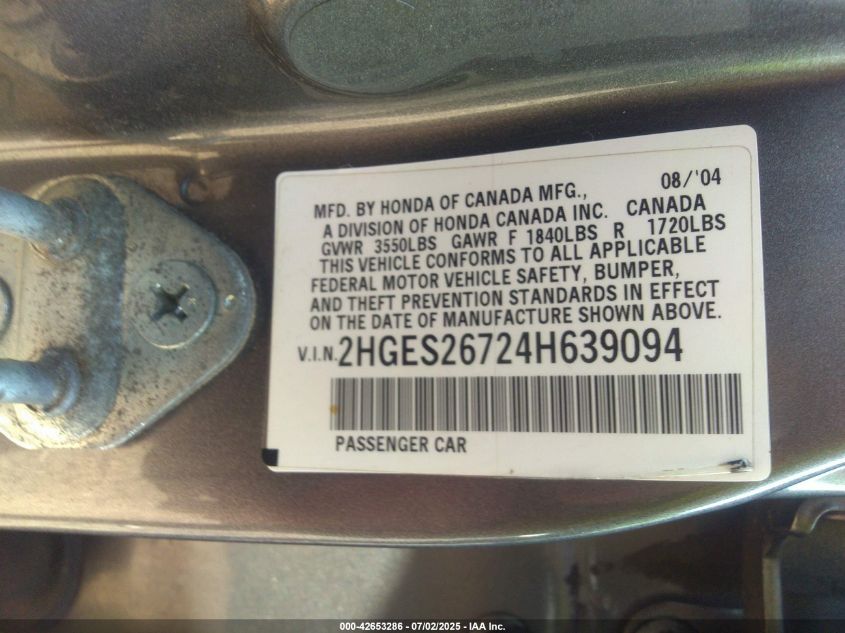 08/'04
MFD. BY HONDA OF CANADA MFG.,
A DIVISION OF HONDA CANADA INC. CANADA
GVWR 3550LBS GAWR F 1840LBS R 1720LBS
THIS VEHICLE CONFORMS TO ALL APPLICABLE
FEDERAL MOTOR VEHICLE SAFETY, BUMPER,
AND THEFT PREVENTION STANDARDS IN EFFECT
ON THE DATE OF MANUFACTURE SHOWN ABOVE.
V.I.N. 2HGES26724H639094
PASSENGER CAR
000-42653286 - 07/02/2025 - IAA Inc.